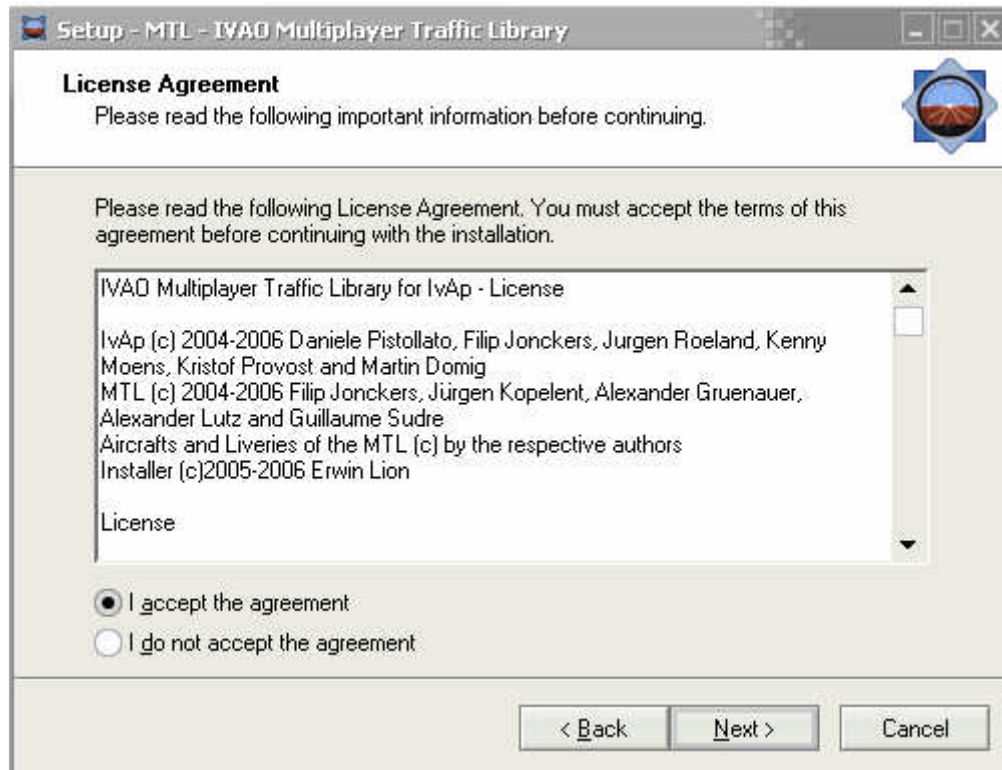 Setup - MTL - IVAO Multiplayer Traffic Library
License Agreement
Please read the following important information before continuing.
Please read the following License Agreement. You must accept the terms of this
agreement before continuing with the installation.
IVAO Multiplayer Traffic Library for IvAp - License
IvAp (c) 2004-2006 Daniele Pistollato, Filip Jonckers, Jurgen Roeland, Kenny
Moens, Kristof Provost and Martin Domig
MTL (c) 2004-2006 Filip Jonckers, Jürgen Kopelent, Alexander Gruenauer,
Alexander Lutz and Guillaume Sudre
Aircrafts and Liveries of the MTL (c) by the respective authors
Installer (c)2005-2006 Erwin Lion
License
I accept the agreement
I do not accept the agreement
< Back
Next >
Cancel